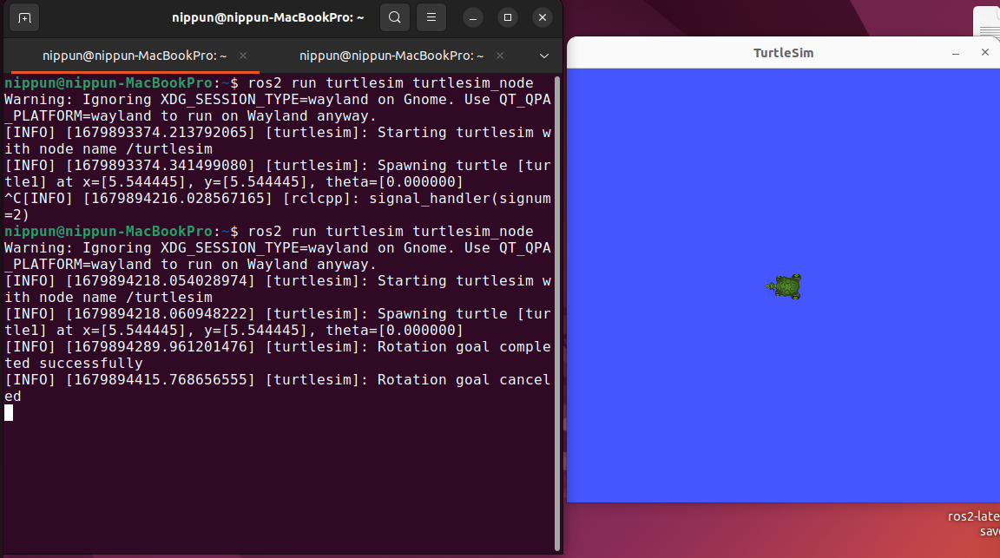 nippun@nippun-MacBookPro: ~
nippun@nippun-MacBookPro: ~
nippun@nippun-MacBookPro: ~
nippun@nippun-MacBookPro:~$ ros2 run turtlesim turtlesim_node
Warning: Ignoring XDG_SESSION_TYPE=wayland on Gnome. Use QT_QPA
_PLATFORM=wayland to run on Wayland anyway.
[INFO] [1679893374.213792065] [turtlesim]: Starting turtlesim w
ith node name /turtlesim
[INFO] [1679893374.341499080] [turtlesim]: Spawning turtle [tur
tle1] at x=[5.544445], y=[5.544445], theta=[0.000000]
^C[INFO] [1679894216.028567165] [rclcpp]: signal_handler(signum
=2)
nippun@nippun-MacBookPro:~$ ros2 run turtlesim turtlesim_node
Warning: Ignoring XDG_SESSION_TYPE=wayland on Gnome. Use QT_QPA
_PLATFORM=wayland to run on Wayland anyway.
[INFO] [1679894218.054028974] [turtlesim]: Starting turtlesim w
ith node name /turtlesim
[INFO] [1679894218.060948222] [turtlesim]: Spawning turtle [tur
tle1] at x=[5.544445], y=[5.544445], theta=[0.000000]
[INFO] [1679894289.961201476] [turtlesim]: Rotation goal comple
ted successfully
[INFO] [1679894415.768656555] [turtlesim]: Rotation goal cancel
ed
TurtleSim
ros2-late
save